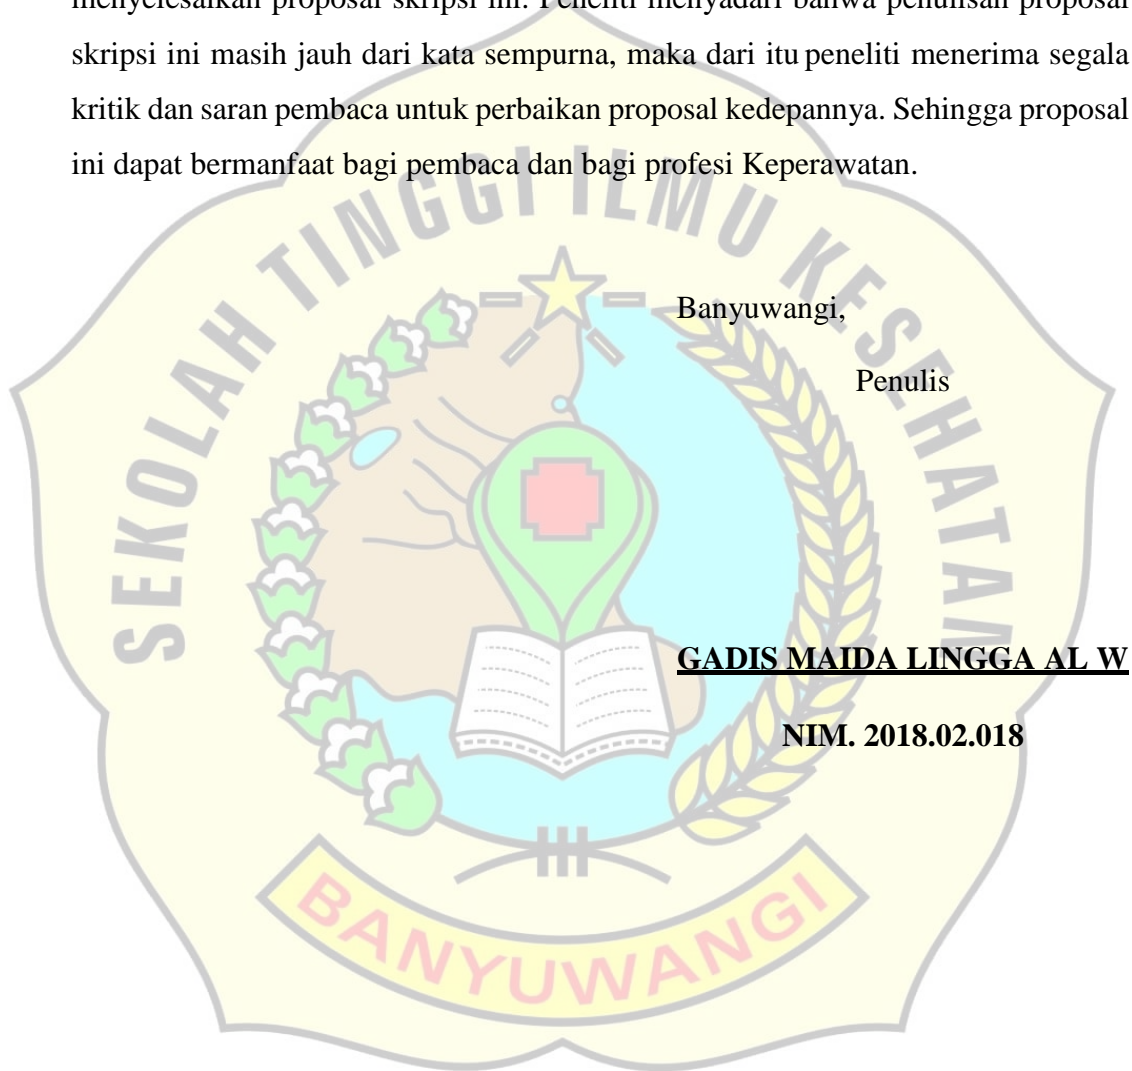 menyelesaikan proposal skripsi ini. Peneliti menyadari bahwa penulisan proposal
skripsi ini masih jauh dari kata sempurna, maka dari itu peneliti menerima segala
kritik dan saran pembaca untuk perbaikan proposal kedepannya. Sehingga proposal
ini dapat bermanfaat bagi pembaca dan bagi profesi Keperawatan.
SEKOLAH TINGGI ILMU KESEHATAN
Banyuwangi,
Penulis
GADIS MAIDA LINGGA AL W
NIM. 2018.02.018
BANYUWANGI